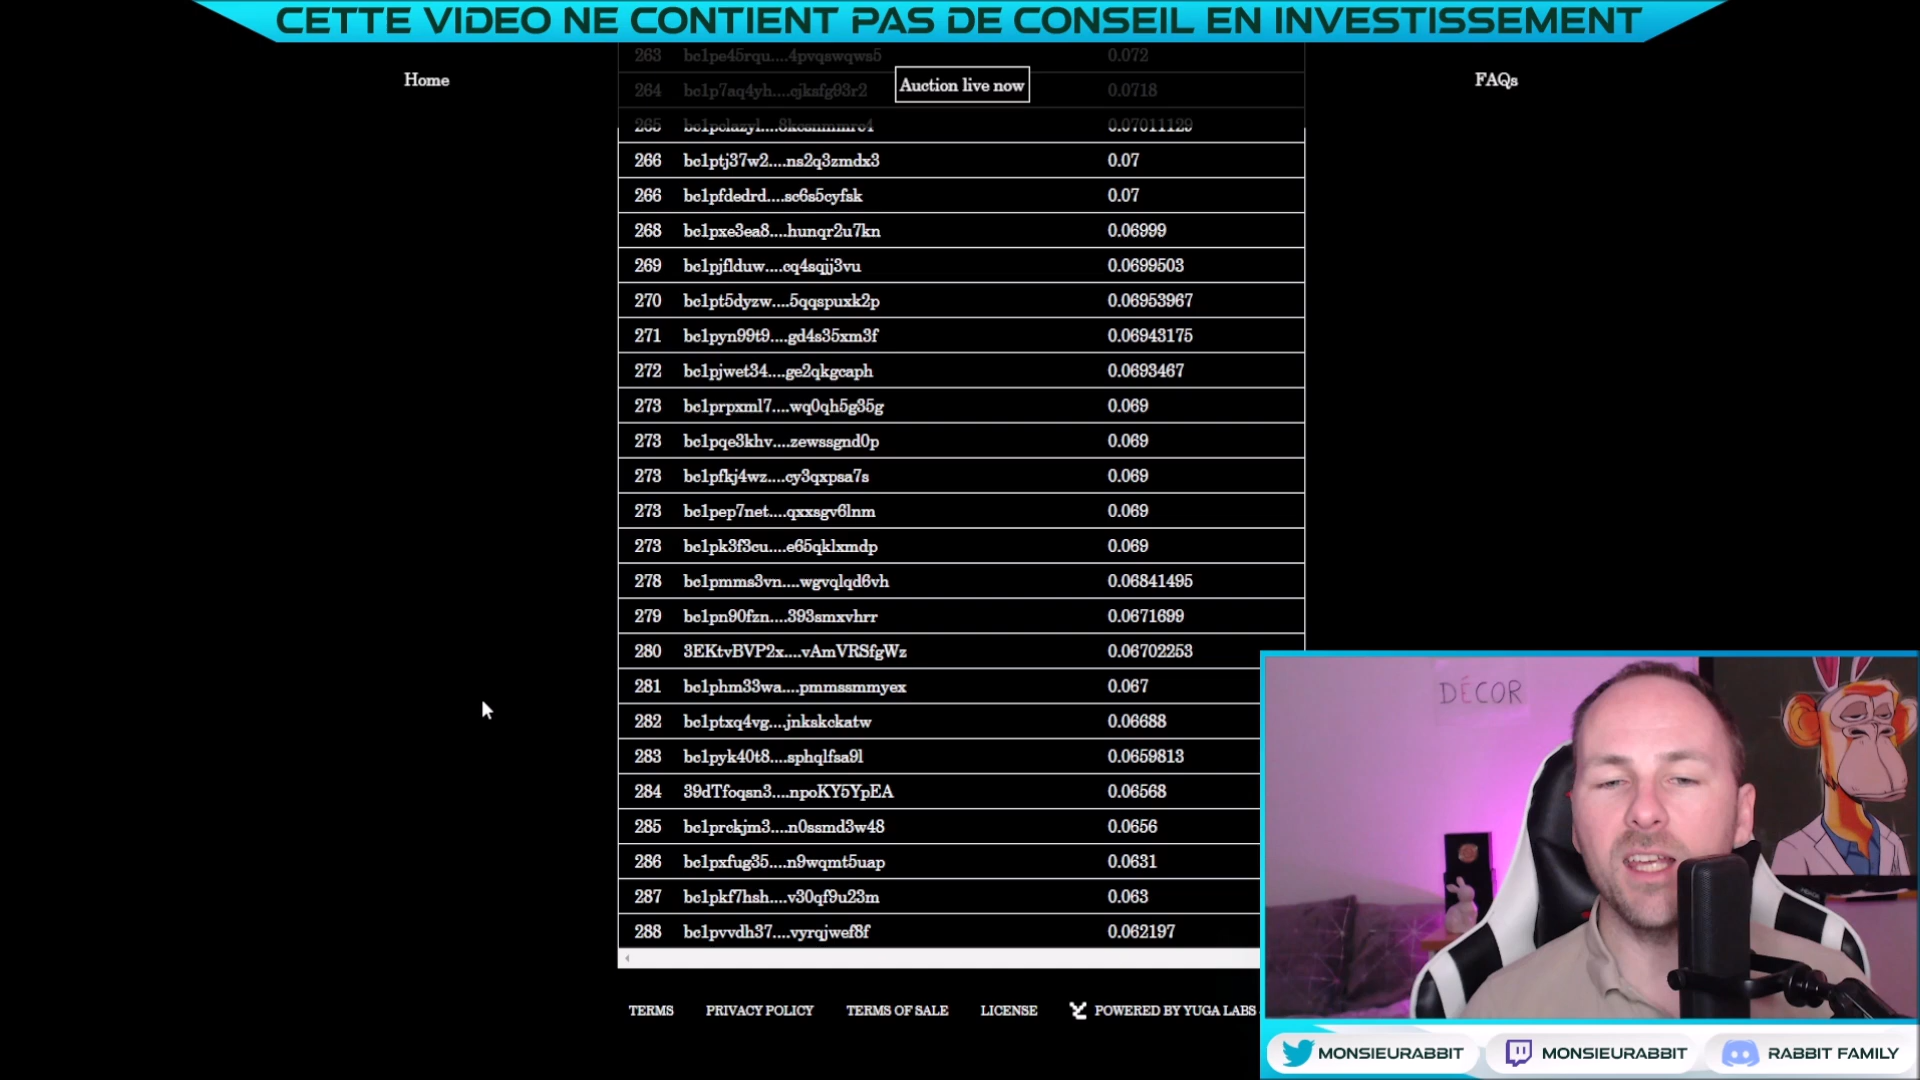 CETTE VIDEO NE CONTIENT PAS DE CONSEIL EN INVESTISSEMENT
Home
Auction live now
FAQs
263 bc1pe45rqu....4pvqswqws5 0.072
264 bc1p7aq4yh....cjksfg93r2 0.0718
265 bc1pclazyl....8kcsnmmrc4 0.07011129
266 bc1ptj37w2....ns2q3zmdx3 0.07
266 bc1pfdedrd....sc6s5cyfsk 0.07
268 bc1pxe3ea8....hunqr2u7kn 0.06999
269 bc1pjflduw....cq4sqjj3vu 0.0699503
270 bc1pt5dyzw....5qqspuxk2p 0.06953967
271 bc1pyn99t9....gd4s35xm3f 0.06943175
272 bc1pjwet34....ge2qkgcaph 0.0693467
273 bc1prpxml7....wq0qh5g35g 0.069
273 bc1pqe3khv....zewssgnd0p 0.069
273 bc1pfkj4wz....cy3qxpsa7s 0.069
273 bc1pep7net....qxxsgv6lnm 0.069
273 bc1pk3f3cu....e65qklxmdp 0.069
278 bc1pmms3vn....wgvqlqd6vh 0.06841495
279 bc1pn90fzn....393smxvhrr 0.0671699
280 3EKtvBVP2x....vAmVRSfgWz 0.06702253
281 bc1phm33wa....pmmssmmyex 0.067
282 bc1ptxq4vg....jnkskckatw 0.06688
283 bc1pyk40t8....sphqlfsa9l 0.0659813
284 39dTfoqsn3....npoKY5YpEA 0.06568
285 bc1prckjm3....n0ssmd3w48 0.0656
286 bc1pxfug35....n9wqmt5uap 0.0631
287 bc1pkf7hsh....v30qf9u23m 0.063
288 bc1pvvdh37....vyrqjwef8f 0.062197
DÉCOR
TERMS PRIVACY POLICY TERMS OF SALE LICENSE POWERED BY YUGA LABS
MONSIEURABBIT MONSIEURABBIT RABBIT FAMILY